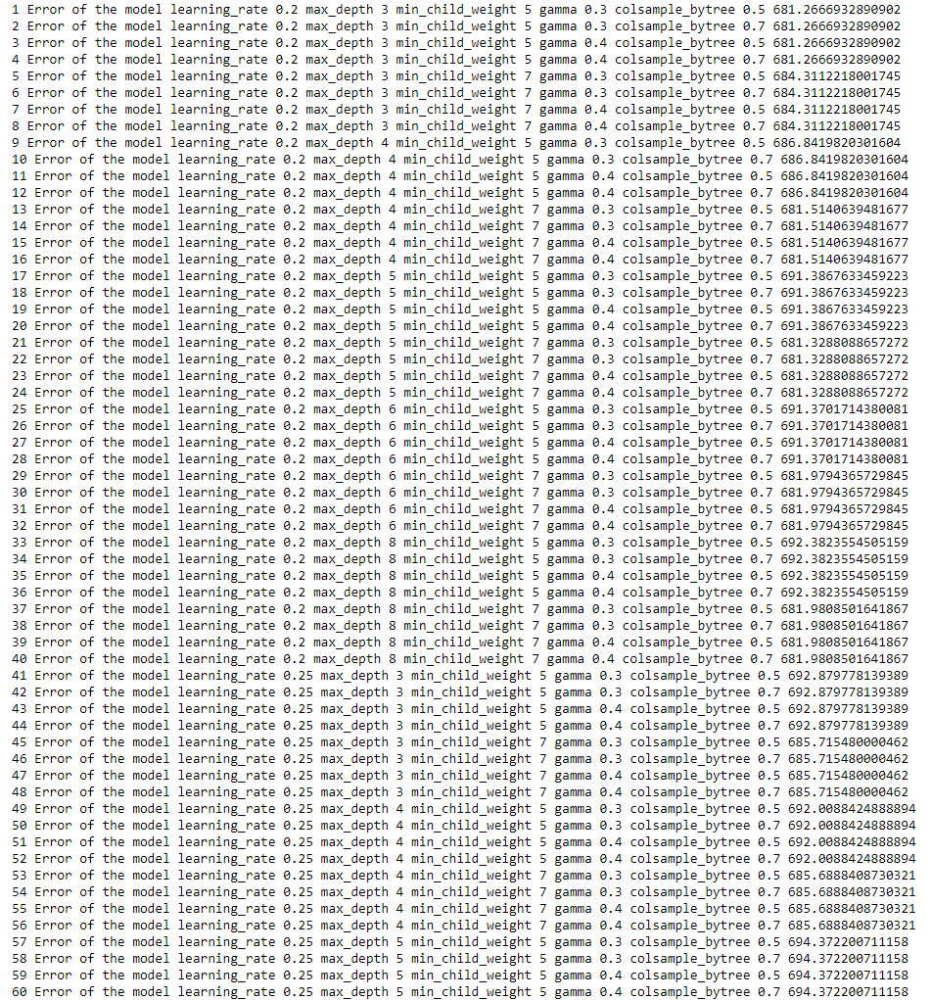 1 Error of the model learning_rate 0.2 max_depth 3 min_child_weight 5 gamma 0.3 colsample_bytree 0.5 681.2666932890902
2 Error of the model learning_rate 0.2 max_depth 3 min_child_weight 5 gamma 0.3 colsample_bytree 0.7 681.2666932890902
3 Error of the model learning_rate 0.2 max_depth 3 min_child_weight 5 gamma 0.4 colsample_bytree 0.5 681.2666932890902
4 Error of the model learning_rate 0.2 max_depth 3 min_child_weight 5 gamma 0.4 colsample_bytree 0.7 681.2666932890902
5 Error of the model learning_rate 0.2 max_depth 3 min_child_weight 7 gamma 0.3 colsample_bytree 0.5 684.3112218001745
6 Error of the model learning_rate 0.2 max_depth 3 min_child_weight 7 gamma 0.3 colsample_bytree 0.7 684.3112218001745
7 Error of the model learning_rate 0.2 max_depth 3 min_child_weight 7 gamma 0.4 colsample_bytree 0.5 684.3112218001745
8 Error of the model learning_rate 0.2 max_depth 3 min_child_weight 7 gamma 0.4 colsample_bytree 0.7 684.3112218001745
9 Error of the model learning_rate 0.2 max_depth 4 min_child_weight 5 gamma 0.3 colsample_bytree 0.5 686.8419820301604
10 Error of the model learning_rate 0.2 max_depth 4 min_child_weight 5 gamma 0.3 colsample_bytree 0.7 686.8419820301604
11 Error of the model learning_rate 0.2 max_depth 4 min_child_weight 5 gamma 0.4 colsample_bytree 0.5 686.8419820301604
12 Error of the model learning_rate 0.2 max_depth 4 min_child_weight 5 gamma 0.4 colsample_bytree 0.7 686.8419820301604
13 Error of the model learning_rate 0.2 max_depth 4 min_child_weight 7 gamma 0.3 colsample_bytree 0.5 681.5140639481677
14 Error of the model learning_rate 0.2 max_depth 4 min_child_weight 7 gamma 0.3 colsample_bytree 0.7 681.5140639481677
15 Error of the model learning_rate 0.2 max_depth 4 min_child_weight 7 gamma 0.4 colsample_bytree 0.5 681.5140639481677
16 Error of the model learning_rate 0.2 max_depth 4 min_child_weight 7 gamma 0.4 colsample_bytree 0.7 681.5140639481677
17 Error of the model learning_rate 0.2 max_depth 5 min_child_weight 5 gamma 0.3 colsample_bytree 0.5 691.3867633459223
18 Error of the model learning_rate 0.2 max_depth 5 min_child_weight 5 gamma 0.3 colsample_bytree 0.7 691.3867633459223
19 Error of the model learning_rate 0.2 max_depth 5 min_child_weight 5 gamma 0.4 colsample_bytree 0.5 691.3867633459223
20 Error of the model learning_rate 0.2 max_depth 5 min_child_weight 5 gamma 0.4 colsample_bytree 0.7 691.3867633459223
21 Error of the model learning_rate 0.2 max_depth 5 min_child_weight 7 gamma 0.3 colsample_bytree 0.5 681.3288088657272
22 Error of the model learning_rate 0.2 max_depth 5 min_child_weight 7 gamma 0.3 colsample_bytree 0.7 681.3288088657272
23 Error of the model learning_rate 0.2 max_depth 5 min_child_weight 7 gamma 0.4 colsample_bytree 0.5 681.3288088657272
24 Error of the model learning_rate 0.2 max_depth 5 min_child_weight 7 gamma 0.4 colsample_bytree 0.7 681.3288088657272
25 Error of the model learning_rate 0.2 max_depth 6 min_child_weight 5 gamma 0.3 colsample_bytree 0.5 691.3701714380081
26 Error of the model learning_rate 0.2 max_depth 6 min_child_weight 5 gamma 0.3 colsample_bytree 0.7 691.3701714380081
27 Error of the model learning_rate 0.2 max_depth 6 min_child_weight 5 gamma 0.4 colsample_bytree 0.5 691.3701714380081
28 Error of the model learning_rate 0.2 max_depth 6 min_child_weight 5 gamma 0.4 colsample_bytree 0.7 691.3701714380081
29 Error of the model learning_rate 0.2 max_depth 6 min_child_weight 7 gamma 0.3 colsample_bytree 0.5 681.9794365729845
30 Error of the model learning_rate 0.2 max_depth 6 min_child_weight 7 gamma 0.3 colsample_bytree 0.7 681.9794365729845
31 Error of the model learning_rate 0.2 max_depth 6 min_child_weight 7 gamma 0.4 colsample_bytree 0.5 681.9794365729845
32 Error of the model learning_rate 0.2 max_depth 6 min_child_weight 7 gamma 0.4 colsample_bytree 0.7 681.9794365729845
33 Error of the model learning_rate 0.2 max_depth 8 min_child_weight 5 gamma 0.3 colsample_bytree 0.5 692.3823554505159
34 Error of the model learning_rate 0.2 max_depth 8 min_child_weight 5 gamma 0.3 colsample_bytree 0.7 692.3823554505159
35 Error of the model learning_rate 0.2 max_depth 8 min_child_weight 5 gamma 0.4 colsample_bytree 0.5 692.3823554505159
36 Error of the model learning_rate 0.2 max_depth 8 min_child_weight 5 gamma 0.4 colsample_bytree 0.7 692.3823554505159
37 Error of the model learning_rate 0.2 max_depth 8 min_child_weight 7 gamma 0.3 colsample_bytree 0.5 681.9808501641867
38 Error of the model learning_rate 0.2 max_depth 8 min_child_weight 7 gamma 0.3 colsample_bytree 0.7 681.9808501641867
39 Error of the model learning_rate 0.2 max_depth 8 min_child_weight 7 gamma 0.4 colsample_bytree 0.5 681.9808501641867
40 Error of the model learning_rate 0.2 max_depth 8 min_child_weight 7 gamma 0.4 colsample_bytree 0.7 681.9808501641867
41 Error of the model learning_rate 0.25 max_depth 3 min_child_weight 5 gamma 0.3 colsample_bytree 0.5 692.879778139389
42 Error of the model learning_rate 0.25 max_depth 3 min_child_weight 5 gamma 0.3 colsample_bytree 0.7 692.879778139389
43 Error of the model learning_rate 0.25 max_depth 3 min_child_weight 5 gamma 0.4 colsample_bytree 0.5 692.879778139389
44 Error of the model learning_rate 0.25 max_depth 3 min_child_weight 5 gamma 0.4 colsample_bytree 0.7 692.879778139389
45 Error of the model learning_rate 0.25 max_depth 3 min_child_weight 7 gamma 0.3 colsample_bytree 0.5 685.715480000462
46 Error of the model learning_rate 0.25 max_depth 3 min_child_weight 7 gamma 0.3 colsample_bytree 0.7 685.715480000462
47 Error of the model learning_rate 0.25 max_depth 3 min_child_weight 7 gamma 0.4 colsample_bytree 0.5 685.715480000462
48 Error of the model learning_rate 0.25 max_depth 3 min_child_weight 7 gamma 0.4 colsample_bytree 0.7 685.715480000462
49 Error of the model learning_rate 0.25 max_depth 4 min_child_weight 5 gamma 0.3 colsample_bytree 0.5 692.0088424888894
50 Error of the model learning_rate 0.25 max_depth 4 min_child_weight 5 gamma 0.3 colsample_bytree 0.7 692.0088424888894
51 Error of the model learning_rate 0.25 max_depth 4 min_child_weight 5 gamma 0.4 colsample_bytree 0.5 692.0088424888894
52 Error of the model learning_rate 0.25 max_depth 4 min_child_weight 5 gamma 0.4 colsample_bytree 0.7 692.0088424888894
53 Error of the model learning_rate 0.25 max_depth 4 min_child_weight 7 gamma 0.3 colsample_bytree 0.5 685.6888408730321
54 Error of the model learning_rate 0.25 max_depth 4 min_child_weight 7 gamma 0.3 colsample_bytree 0.7 685.6888408730321
55 Error of the model learning_rate 0.25 max_depth 4 min_child_weight 7 gamma 0.4 colsample_bytree 0.5 685.6888408730321
56 Error of the model learning_rate 0.25 max_depth 4 min_child_weight 7 gamma 0.4 colsample_bytree 0.7 685.6888408730321
57 Error of the model learning_rate 0.25 max_depth 5 min_child_weight 5 gamma 0.3 colsample_bytree 0.5 694.372200711158
58 Error of the model learning_rate 0.25 max_depth 5 min_child_weight 5 gamma 0.3 colsample_bytree 0.7 694.372200711158
59 Error of the model learning_rate 0.25 max_depth 5 min_child_weight 5 gamma 0.4 colsample_bytree 0.5 694.372200711158
60 Error of the model learning_rate 0.25 max_depth 5 min_child_weight 5 gamma 0.4 colsample_bytree 0.7 694.372200711158